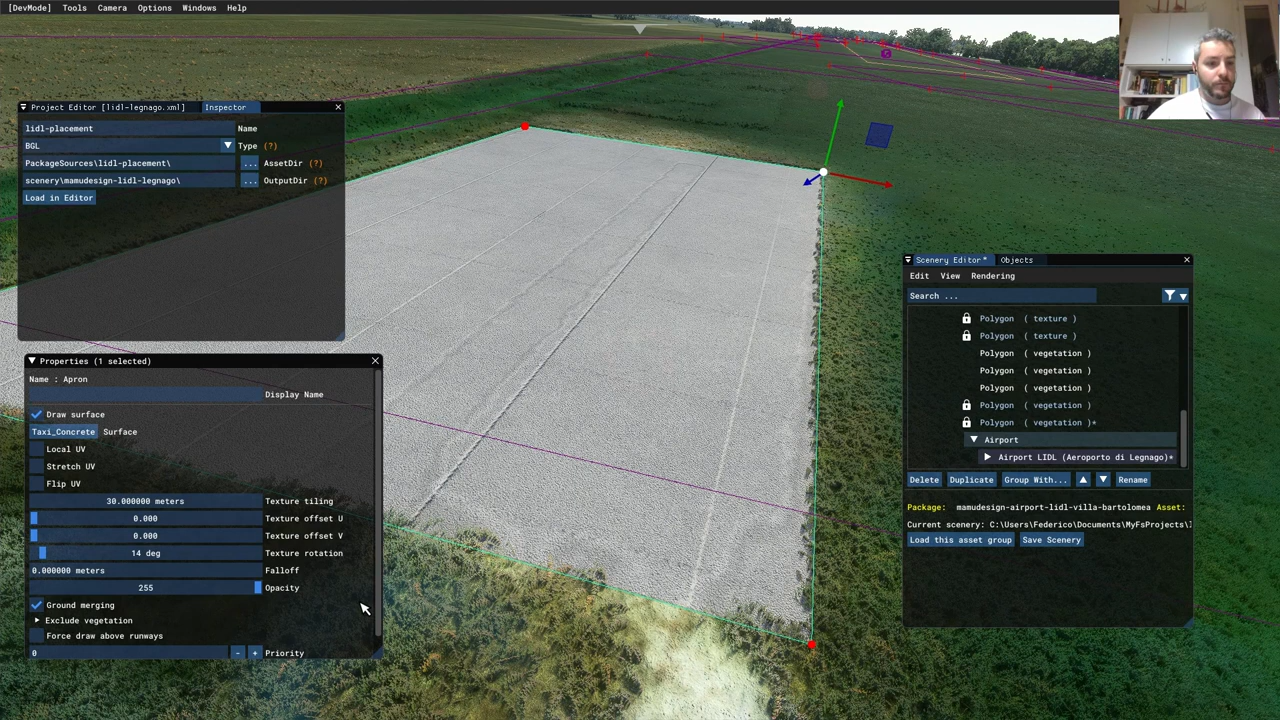 [DevMode] Tools Camera Options Windows Help
Project Editor [lidl-legnago.xml] Inspector
lidl-placement Name
BGL Type (?)
PackageSources\lidl-placement\ ... AssetDir (?)
scenery\mamudesign-lidl-legnago\ ... OutputDir (?)
Load in Editor
Properties (1 selected)
Name : Apron
Display Name
Draw surface
Taxi_Concrete Surface
Local UV
Stretch UV
Flip UV
30.000000 meters Texture tiling
0.000 Texture offset U
0.000 Texture offset V
14 deg Texture rotation
0.000000 meters Falloff
255 Opacity
Ground merging
Exclude vegetation
Force draw above runways
0 - + Priority
Scenery Editor* Objects
Edit View Rendering
Search ...
Polygon ( texture )
Polygon ( texture )
Polygon ( vegetation )
Polygon ( vegetation )
Polygon ( vegetation )
Polygon ( vegetation )
Polygon ( vegetation )*
Airport
Airport LIDL (Aeroporto di Legnago)*
Delete Duplicate Group With... Rename
Package: mamudesign-airport-lidl-villa-bartolomea Asset:
Current scenery: C:\Users\Federico\Documents\MyFsProjects\
Load this asset group Save Scenery